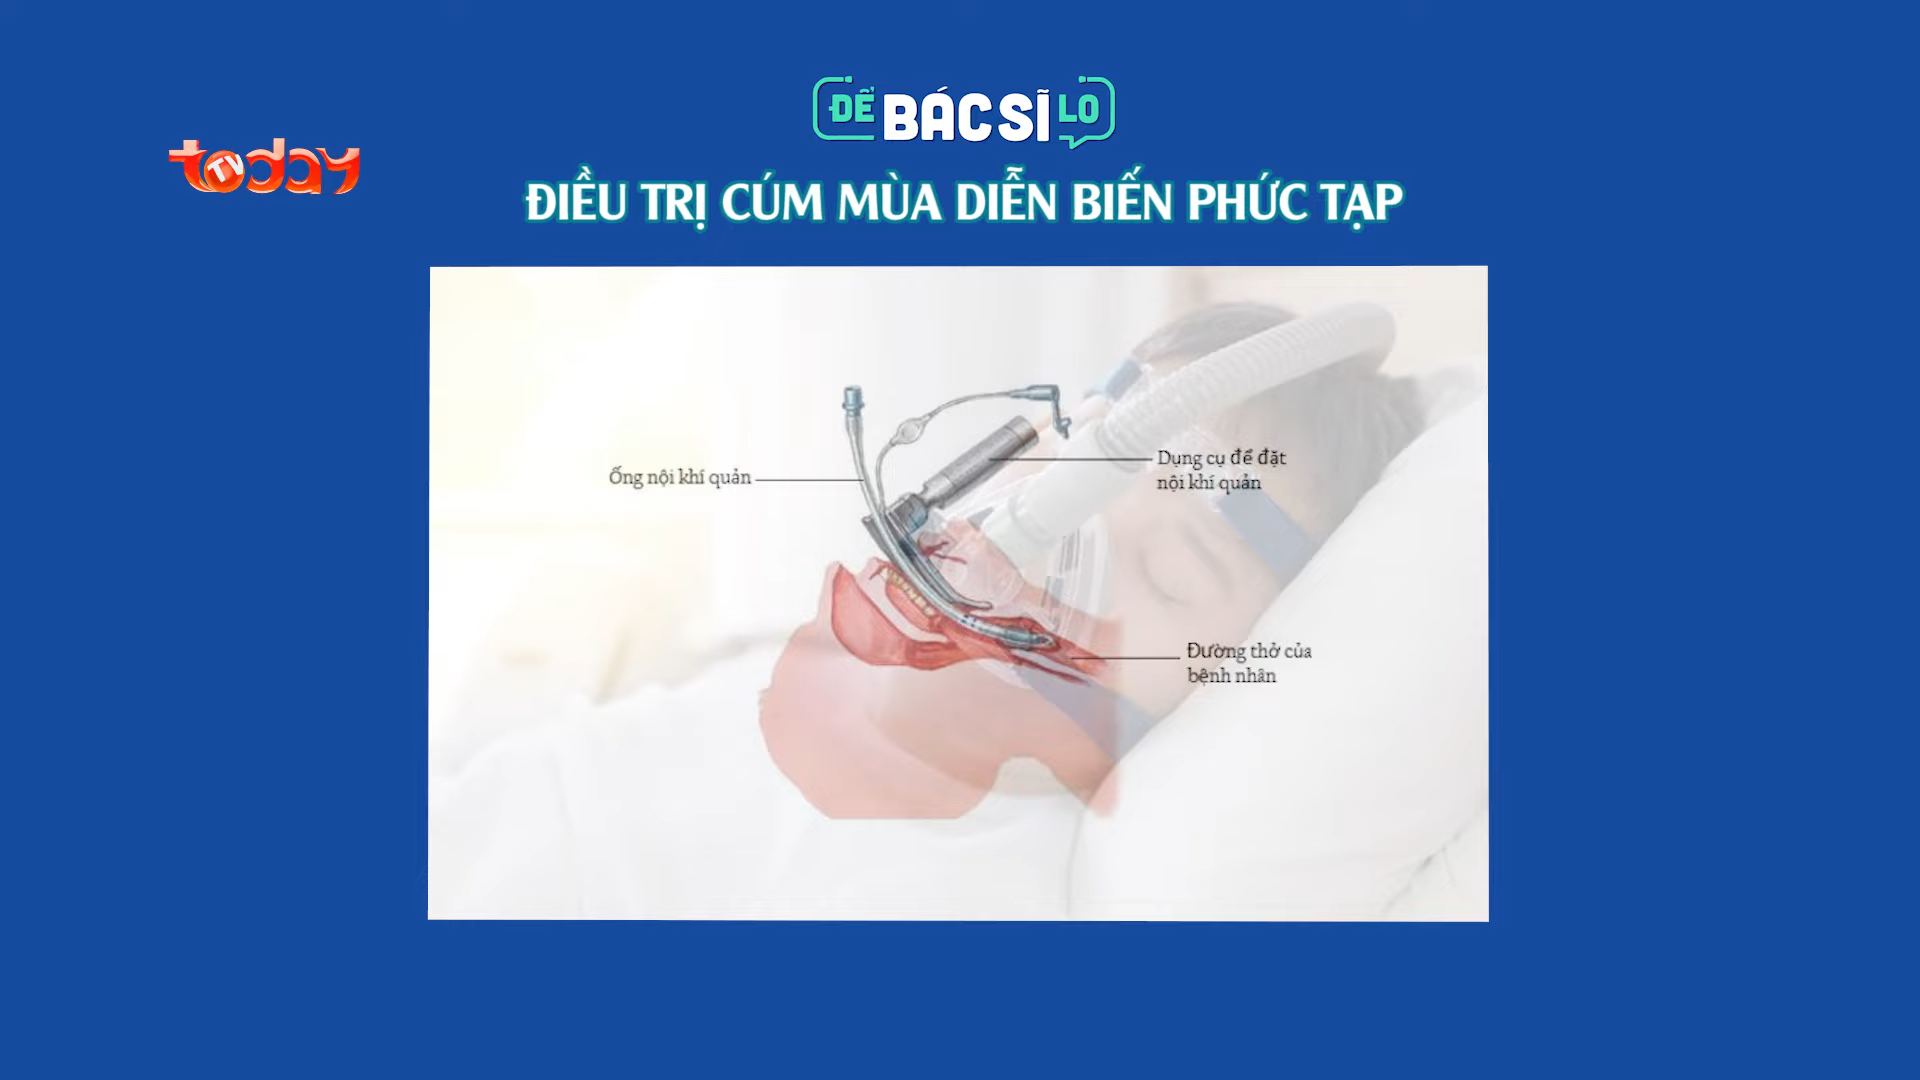 ĐỂ BÁC SĨ LO
today TV
ĐIỀU TRỊ CÚM MÙA DIỄN BIẾN PHỨC TẠP
Ống nội khí quản
Dụng cụ để đặt
nội khí quản
Đường thở của
bệnh nhân